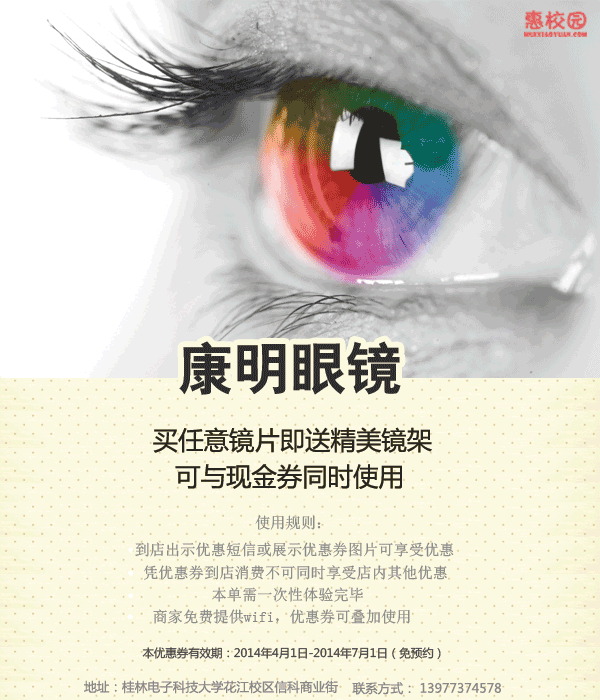 惠校园
HUIXIAOYUAN.COM
康明眼镜
买任意镜片即送精美镜架
可与现金券同时使用
使用规则：
到店出示优惠短信或展示优惠券图片可享受优惠
凭优惠券到店消费不可同时享受店内其他优惠
本单需一次性体验完毕
商家免费提供wifi，优惠券可叠加使用
本优惠券有效期：2014年4月1日-2014年7月1日（免预约）
地址：桂林电子科技大学花江校区信科商业街 联系方式： 13977374578